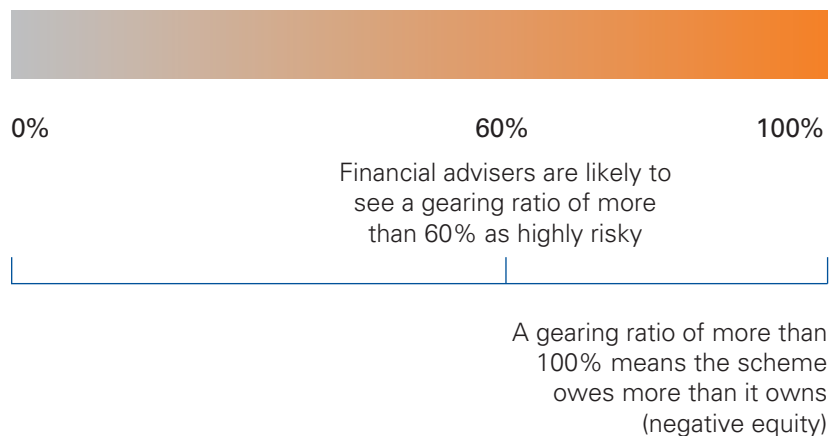 0%
60%
100%
Financial advisers are likely to
see a gearing ratio of more
than 60% as highly risky
A gearing ratio of more than
100% means the scheme
owes more than it owns
(negative equity)